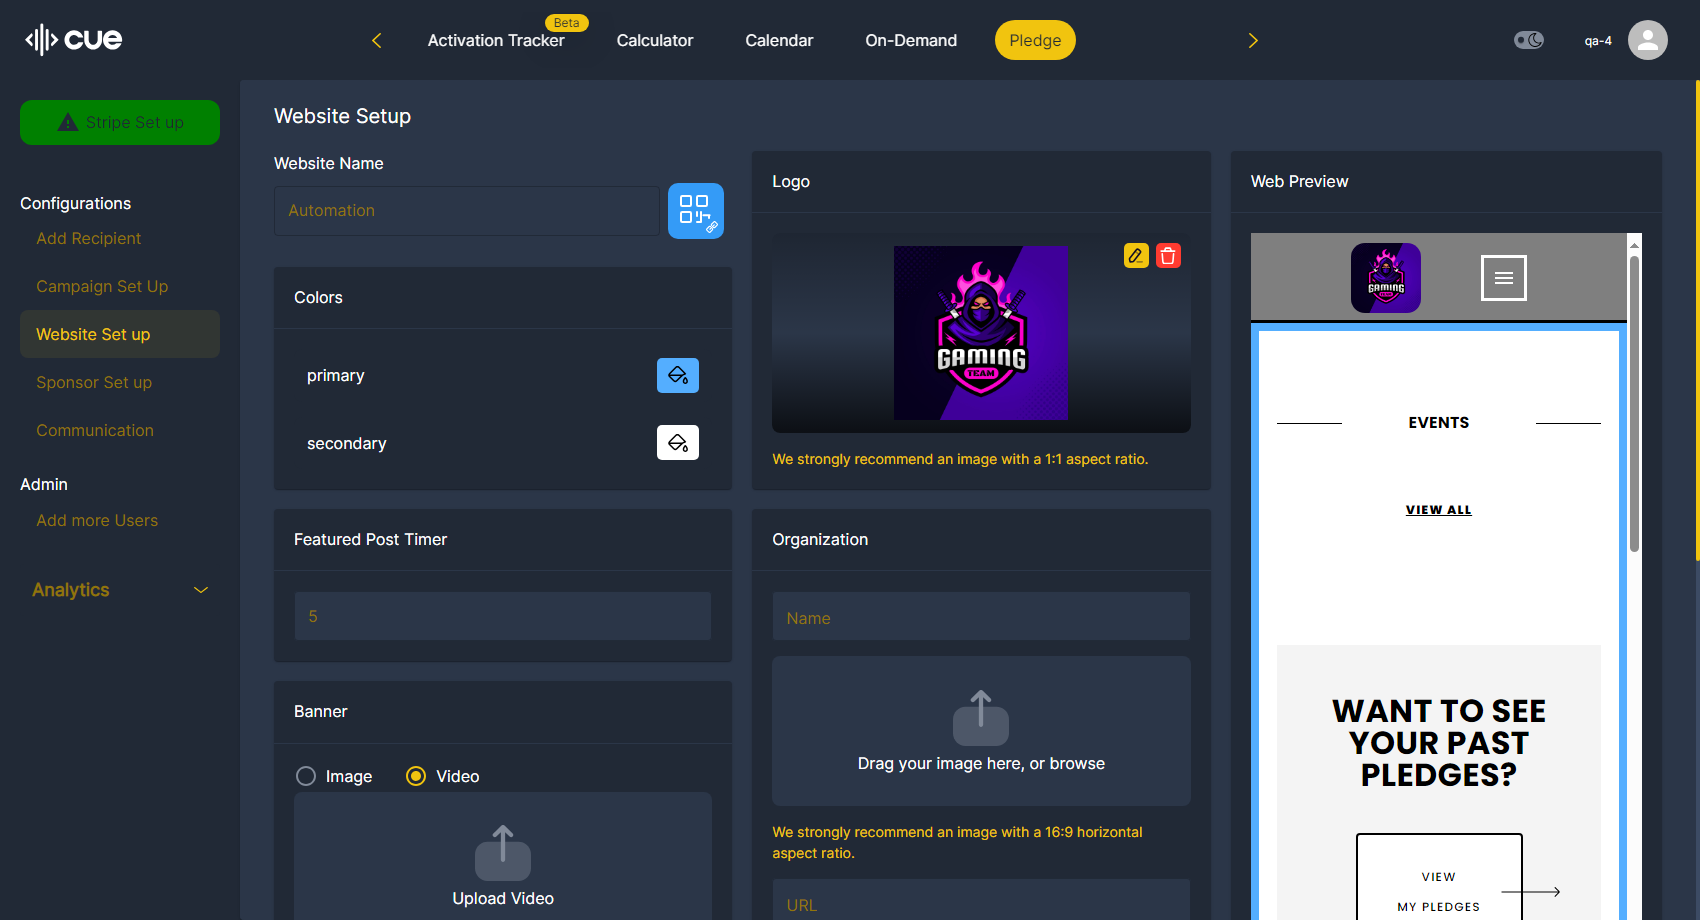 cue
Activation Tracker
Beta
Calculator
Calendar
On-Demand
Pledge
qa-4
Stripe Set up
Configurations
Add Recipient
Campaign Set Up
Website Set up
Sponsor Set up
Communication
Admin
Add more Users
Analytics
Website Setup
Website Name
Automation
Colors
primary
secondary
Featured Post Timer
5
Banner
Image
Video
Upload Video
Logo
GAMING
TEAM
We strongly recommend an image with a 1:1 aspect ratio.
Organization
Name
Drag your image here, or browse
We strongly recommend an image with a 16:9 horizontal
aspect ratio.
URL
Web Preview
GAMING
TEAM
EVENTS
VIEW ALL
WANT TO SEE
YOUR PAST
PLEDGES?
VIEW
MY PLEDGES